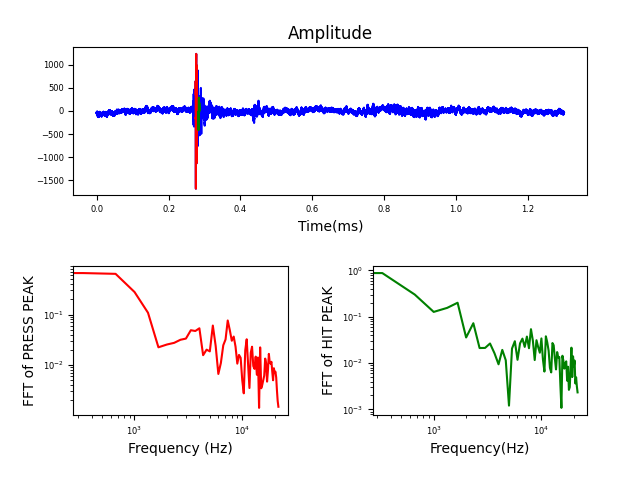 Amplitude
1000
500
0
−500
−1000
−1500
0.0 0.2 0.4 0.6 0.8 1.0 1.2
Time(ms)
FFT of PRESS PEAK
10⁻¹
10⁻²
10³ 10⁴
Frequency (Hz)
FFT of HIT PEAK
10⁰
10⁻¹
10⁻²
10⁻³
10³ 10⁴
Frequency(Hz)